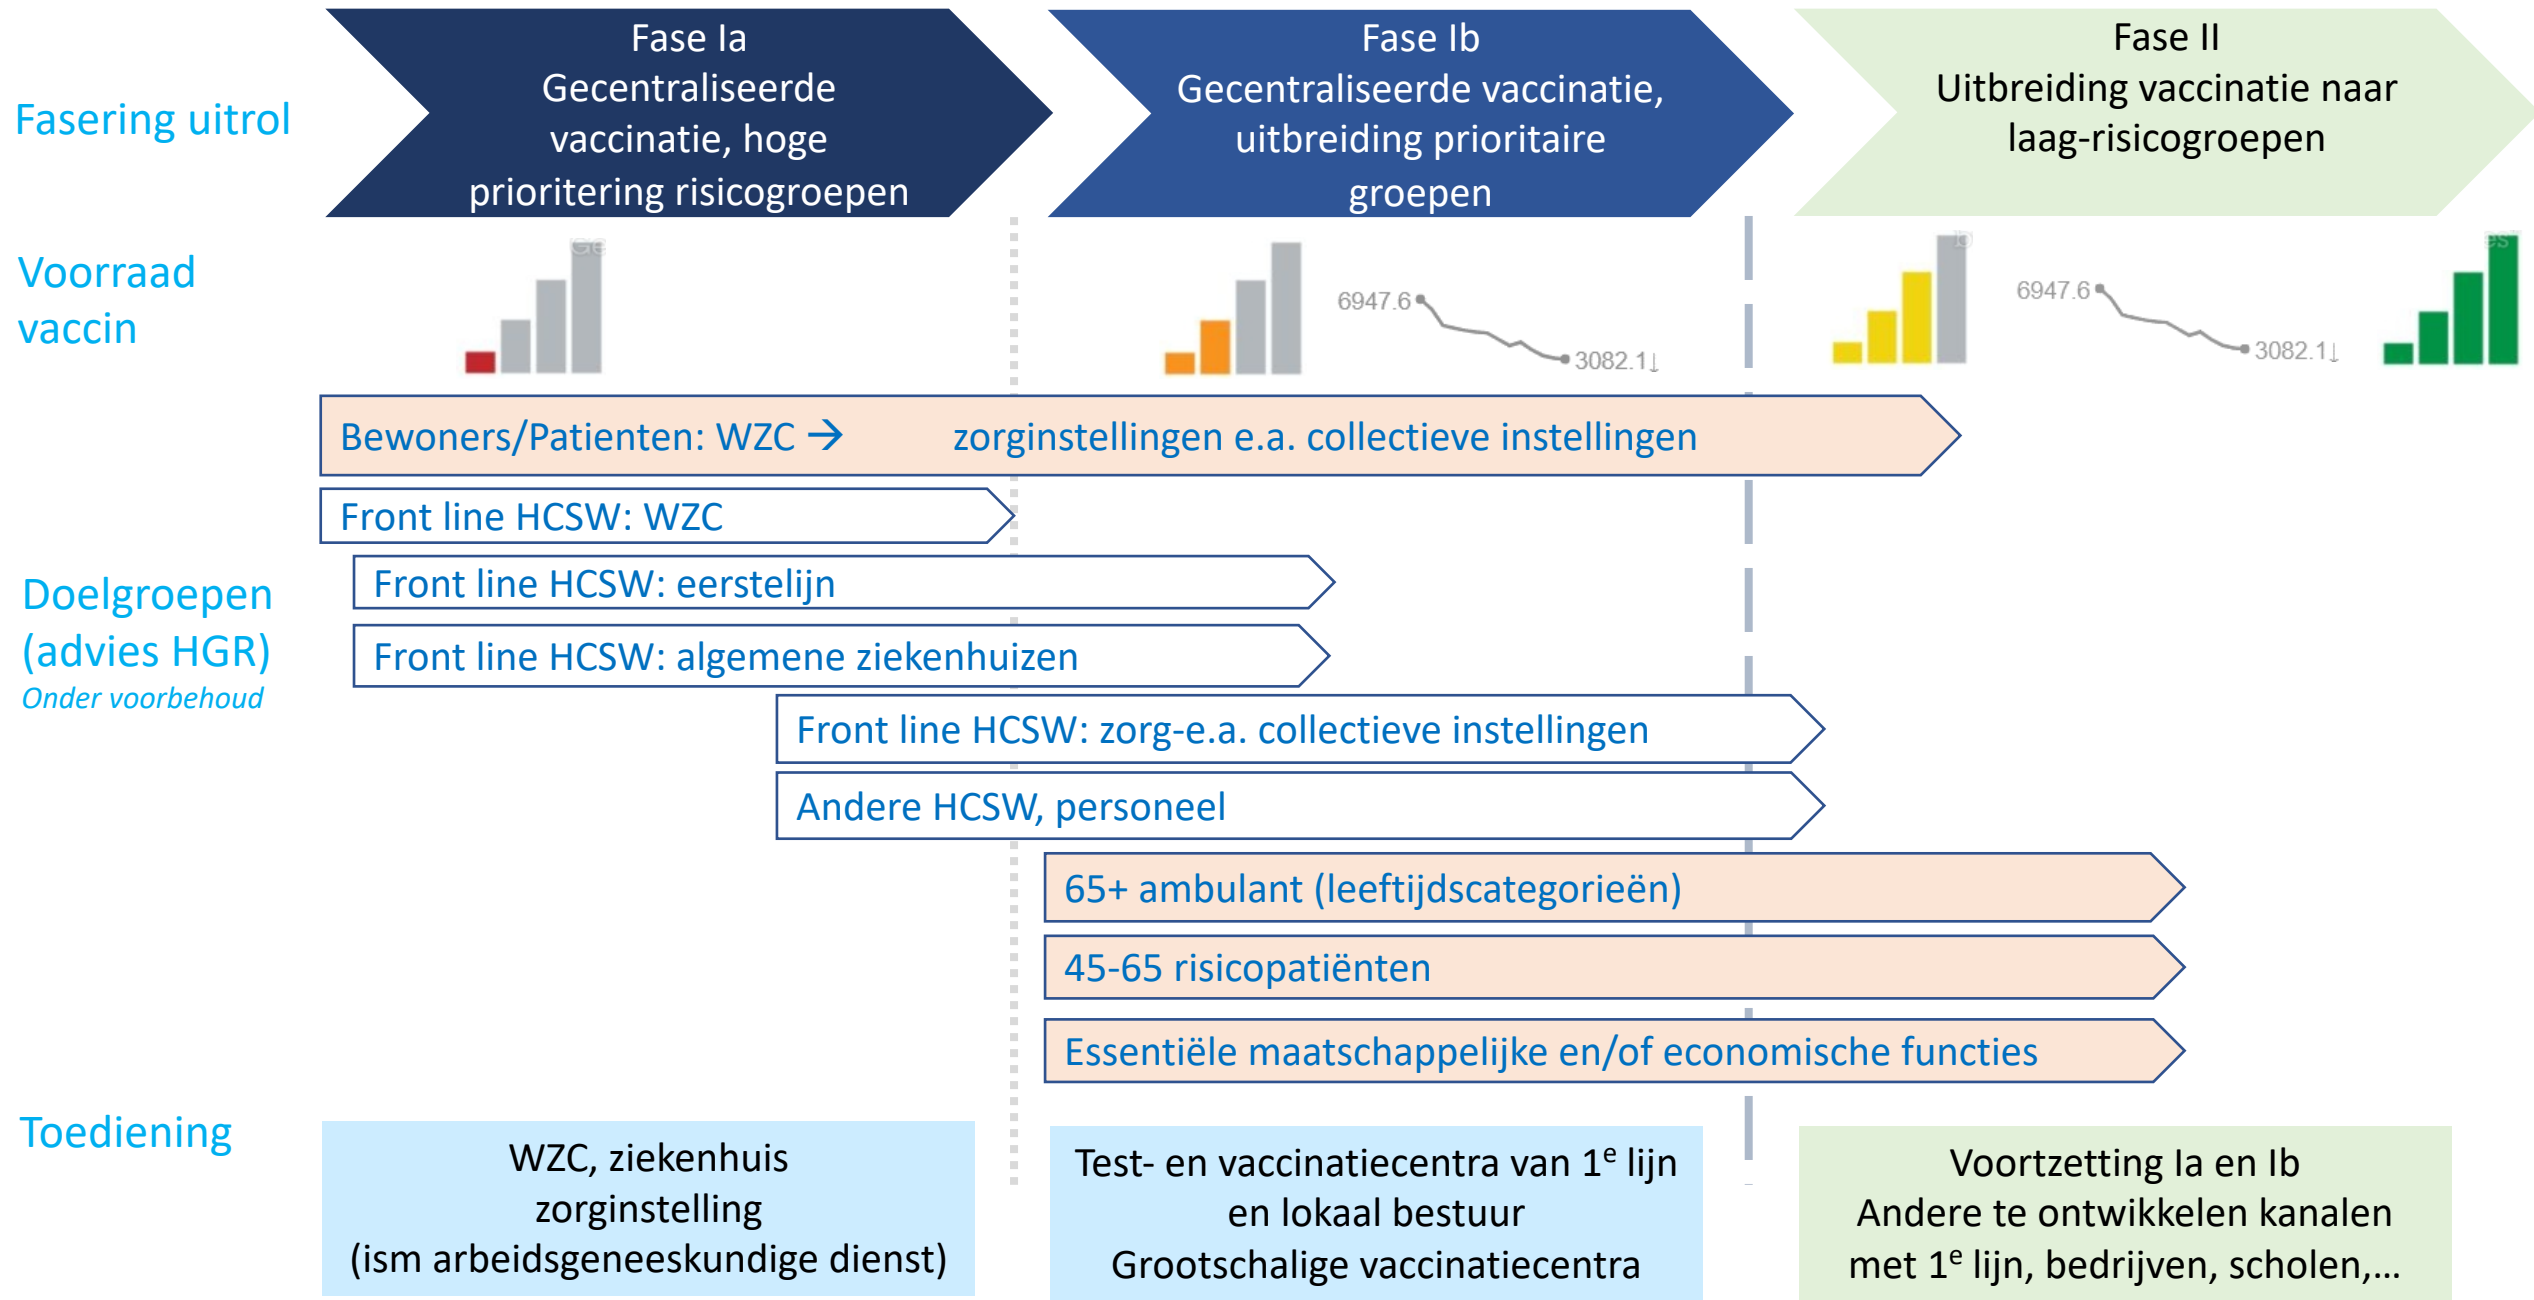 Fase Ia
Gecentraliseerde
vaccinatie, hoge
prioritering risicogroepen
Fase Ib
Gecentraliseerde vaccinatie,
uitbreiding prioritaire
groepen
Fase II
Uitbreiding vaccinatie naar
laag-risicogroepen
Fasering uitrol
Voorraad
vaccin
Ge
6947.6
3082.1↓
6947.6
3082.1↓
es
Bewoners/Patienten: WZC → zorginstellingen e.a. collectieve instellingen
Front line HCSW: WZC
Front line HCSW: eerstelijn
Front line HCSW: algemene ziekenhuizen
Front line HCSW: zorg-e.a. collectieve instellingen
Andere HCSW, personeel
65+ ambulant (leeftijdscategorieën)
45-65 risicopatiënten
Essentiële maatschappelijke en/of economische functies
Doelgroepen
(advies HGR)
Onder voorbehoud
Toediening
WZC, ziekenhuis
zorginstelling
(ism arbeidsgeneeskundige dienst)
Test- en vaccinatiecentra van 1e lijn
en lokaal bestuur
Grootschalige vaccinatiecentra
Voortzetting Ia en Ib
Andere te ontwikkelen kanalen
met 1e lijn, bedrijven, scholen,...